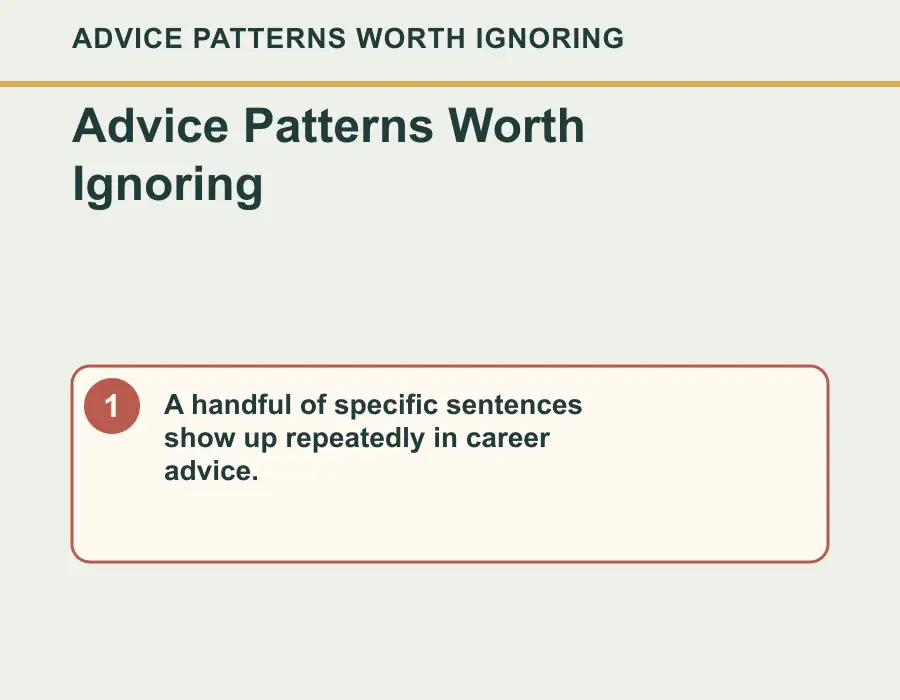 ADVICE PATTERNS WORTH IGNORING
Advice Patterns Worth
Ignoring
1
A handful of specific sentences
show up repeatedly in career
advice.